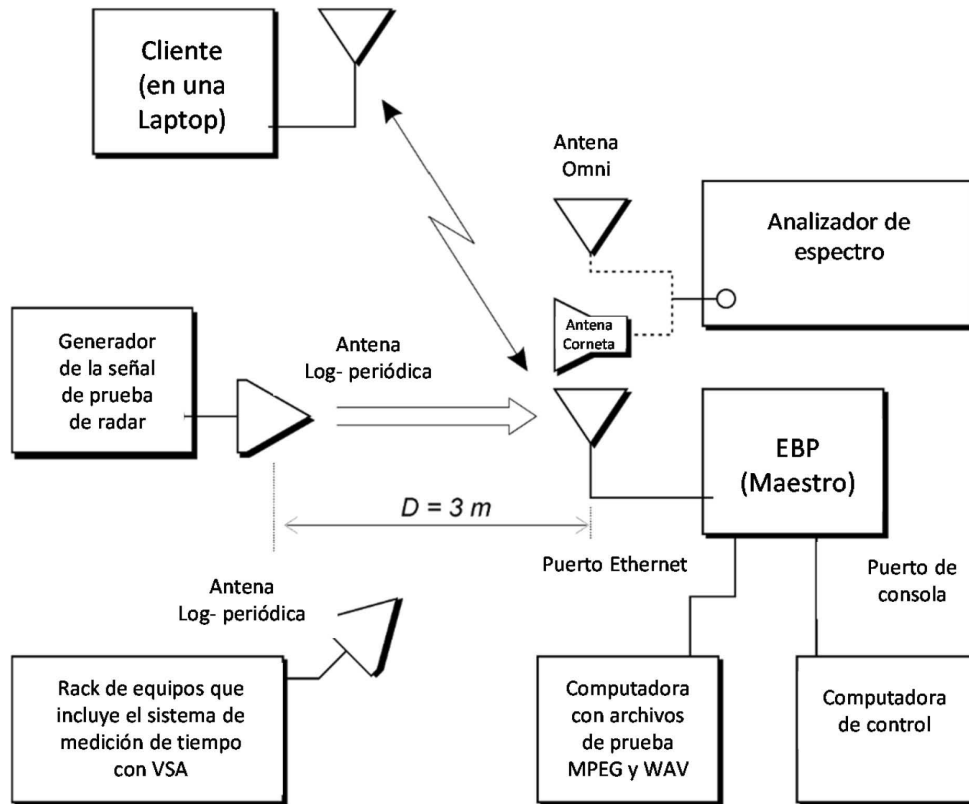 Cliente
(en una
Laptop)
Antena
Omni
Analizador de
espectro
Antena
Corneta
Generador
de la señal
de prueba
de radar
Antena
Log- periódica
EBP
(Maestro)
D = 3 m
Puerto Ethernet
Puerto de
consola
Antena
Log- periódica
Rack de equipos que
incluye el sistema de
medición de tiempo
con VSA
Computadora
con archivos
de prueba
MPEG y WAV
Computadora
de control